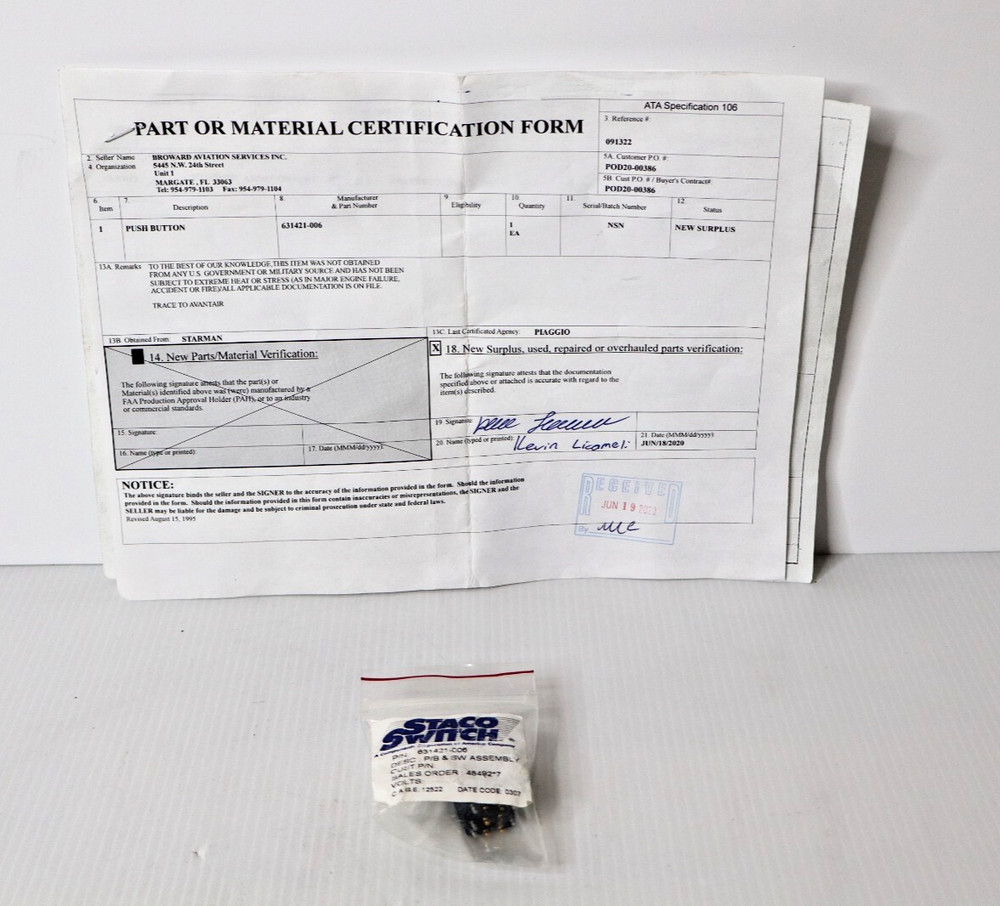 ATA Specification 106
PART OR MATERIAL CERTIFICATION FORM
3. Reference #
091322
2. Seller Name
4. Organization
BROWARD AVIATION SERVICES INC.
5445 N.W. 24th Street
Unit 1
MARGATE , FL 33063
Tel: 954-979-1103 Fax: 954-979-1104
5A. Customer P.O. #
POD20-00386
5B. Cust P.O. # / Buyer's Contract#
POD20-00386
6. Item
7. Description
8. Manufacturer & Part Number
9. Eligibility
10. Quantity
11. Serial/Batch Number
12. Status
1 PUSH BUTTON 631421-006 1 EA NSN NEW SURPLUS
13A. Remarks TO THE BEST OF OUR KNOWLEDGE,THIS ITEM WAS NOT OBTAINED
FROM ANY U.S. GOVERNMENT OR MILITARY SOURCE AND HAS NOT BEEN
SUBJECT TO EXTREME HEAT OR STRESS (AS IN MAJOR ENGINE FAILURE,
ACCIDENT OR FIRE)/ALL APPLICABLE DOCUMENTATION IS ON FILE.
TRACE TO AVANTAIR
13B. Obtained From: STARMAN
13C. Last Certificated Agency: PIAGGIO
14. New Parts/Material Verification:
The following signature attests that the part(s) or
Material(s) identified above was (were) manufactured by a
FAA Production Approval Holder (PAH), or to an industry
or commercial standards.
15. Signature:
16. Name (type or printed):
17. Date (MMM/dd/yyyy):
X 18. New Surplus, used, repaired or overhauled parts verification:
The following signature attests that the documentation
specified above or attached is accurate with regard to the
item(s) described.
19. Signature:
20. Name (typed or printed): Kevin Licomeli
21. Date (MMM/dd/yyyy)
JUN/18/2020
NOTICE:
The above signature binds the seller and the SIGNER to the accuracy of the information provided in the form. Should the information
provided in the form. Should the information provided in this form contain inaccuracies or misrepresentations, the SIGNER and the
SELLER may be liable for the damage and be subject to criminal prosecution under state and federal laws.
Revised August 15, 1995
RECEIVED
JUN 19
By
STACO
SWITCH
P/N: 631421-006
DESC: P/B & SW ASSEMBLY
CUST P/N:
SALES ORDER: 48492*7
VOLTS:
CAGE: 12522 DATE CODE: 0307